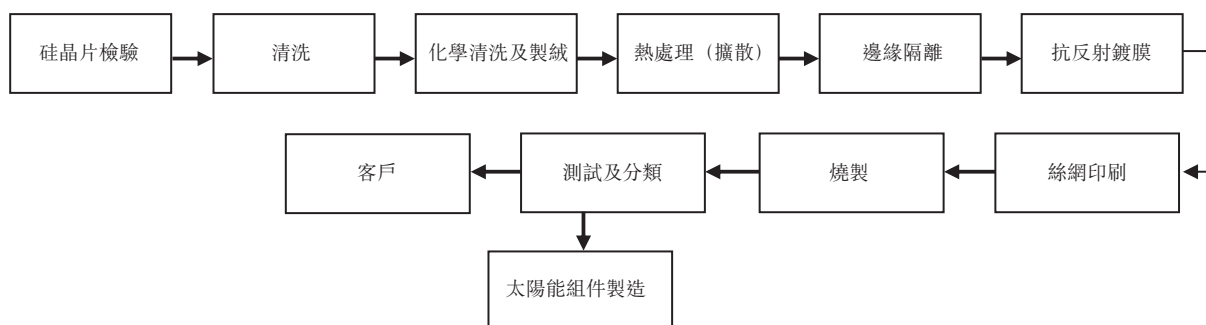 硅晶片檢驗
清洗
化學清洗及製絨
熱處理（擴散）
邊緣隔離
抗反射鍍膜
絲網印刷
燒製
測試及分類
客戶
太陽能組件製造